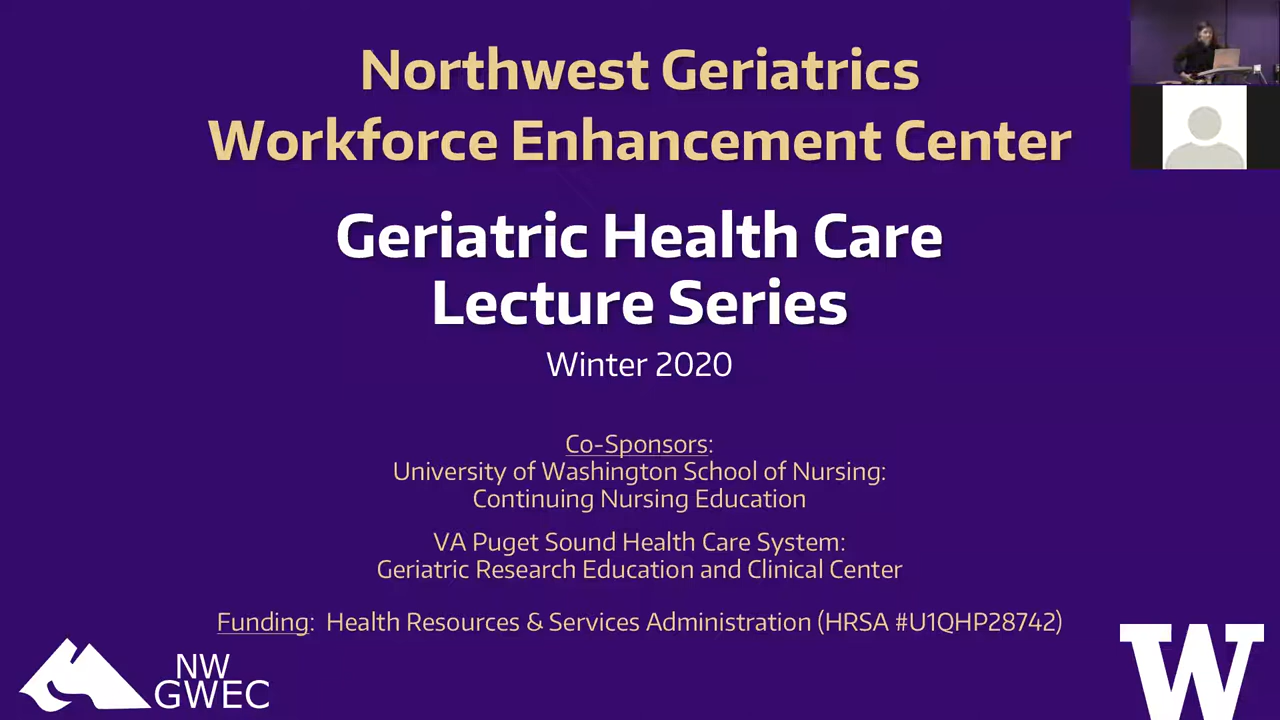 Northwest Geriatrics
Workforce Enhancement Center
Geriatric Health Care
Lecture Series
Winter 2020
Co-Sponsors:
University of Washington School of Nursing:
Continuing Nursing Education
VA Puget Sound Health Care System:
Geriatric Research Education and Clinical Center
Funding: Health Resources & Services Administration (HRSA #U1QHP28742)
NW
GWEC
W